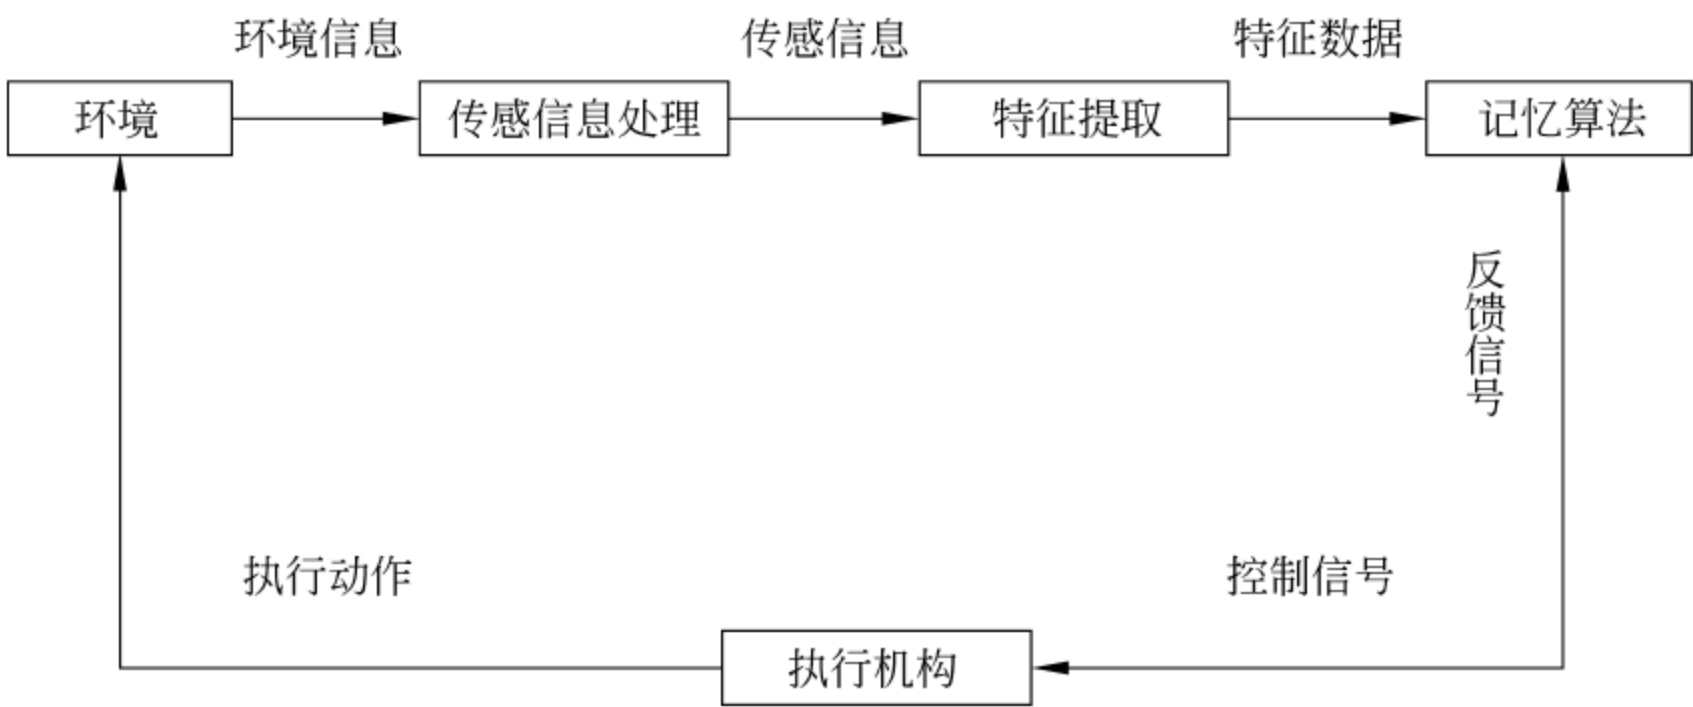 环境信息
传感信息
特征数据
环境
传感信息处理
特征提取
记忆算法
反馈信号
执行动作
控制信号
执行机构